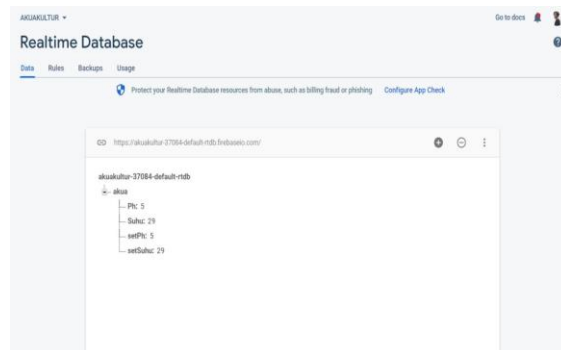 AKUAKULTUR
Go to docs
Realtime Database
Data Rules Backups Usage
Protect your Realtime Database resources from abuse, such as billing fraud or phishing Configure App Check
https://akuakultur-37084-default-rtdb.firebaseio.com/
akuakultur-37084-default-rtdb
akua
Ph: 5
Suhu: 29
setPh: 5
setSuhu: 29